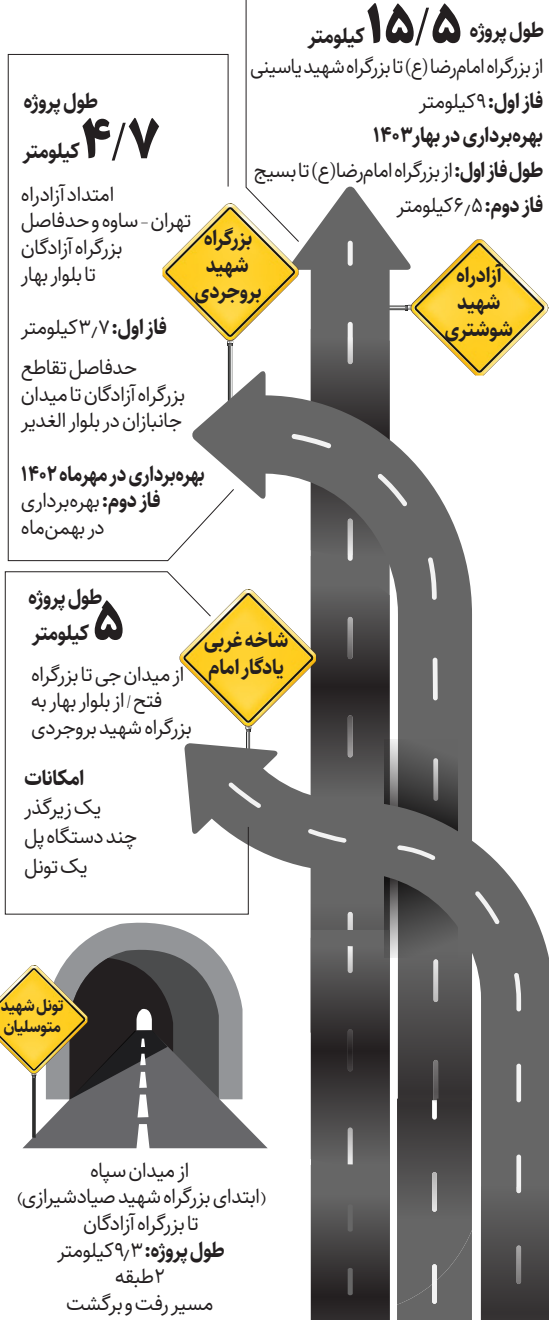 طول پروژه ۱۵/۵ کیلومتر
از بزرگراه امام‌رضا (ع) تا بزرگراه شهید یاسینی
فاز اول: ۹کیلومتر
بهره‌برداری در بهار۱۴۰۳
طول فاز اول: از بزرگراه امام‌رضا(ع) تا بسیج
فاز دوم: ۶٫۵کیلومتر
آزادراه
شهید
شوشتری
طول پروژه
۴/۷ کیلومتر
امتداد آزادراه
تهران - ساوه و حدفاصل
بزرگراه آزادگان
تا بلوار بهار
فاز اول: ۳٫۷کیلومتر
حدفاصل تقاطع
بزرگراه آزادگان تا میدان
جانبازان در بلوار الغدیر
بهره‌برداری در مهرماه ۱۴۰۲
فاز دوم: بهره‌برداری
در بهمن‌ماه
بزرگراه
شهید
بروجردی
طول پروژه
۵ کیلومتر
از میدان جی تا بزرگراه
فتح / از بلوار بهار به
بزرگراه شهید بروجردی
امکانات
یک زیرگذر
چند دستگاه پل
یک تونل
شاخه غربی
یادگار امام
تونل شهید
متوسلیان
از میدان سپاه
(ابتدای بزرگراه شهید صیادشیرازی)
تا بزرگراه آزادگان
طول پروژه: ۹٫۳کیلومتر
۲طبقه
مسیر رفت و برگشت